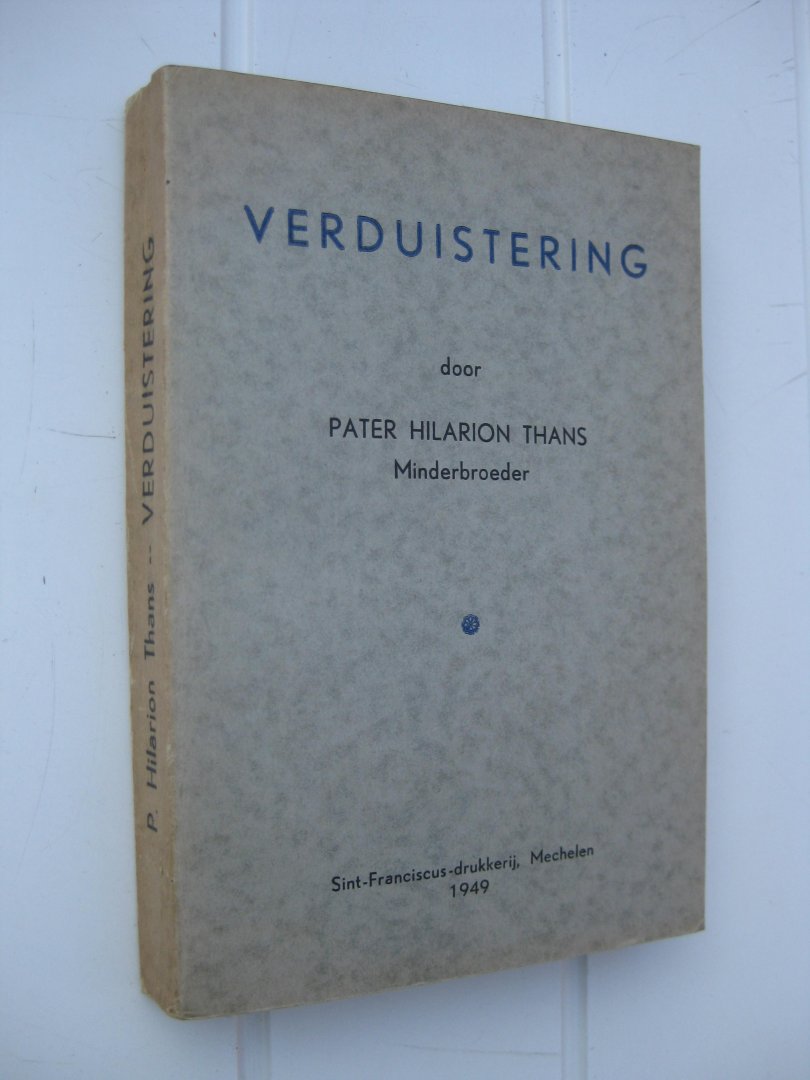 P. Hilarion Thans -- VERDUISTERING
VERDUISTERING
door
PATER HILARION THANS
Minderbroeder
Sint-Franciscus-drukkerij, Mechelen
1949